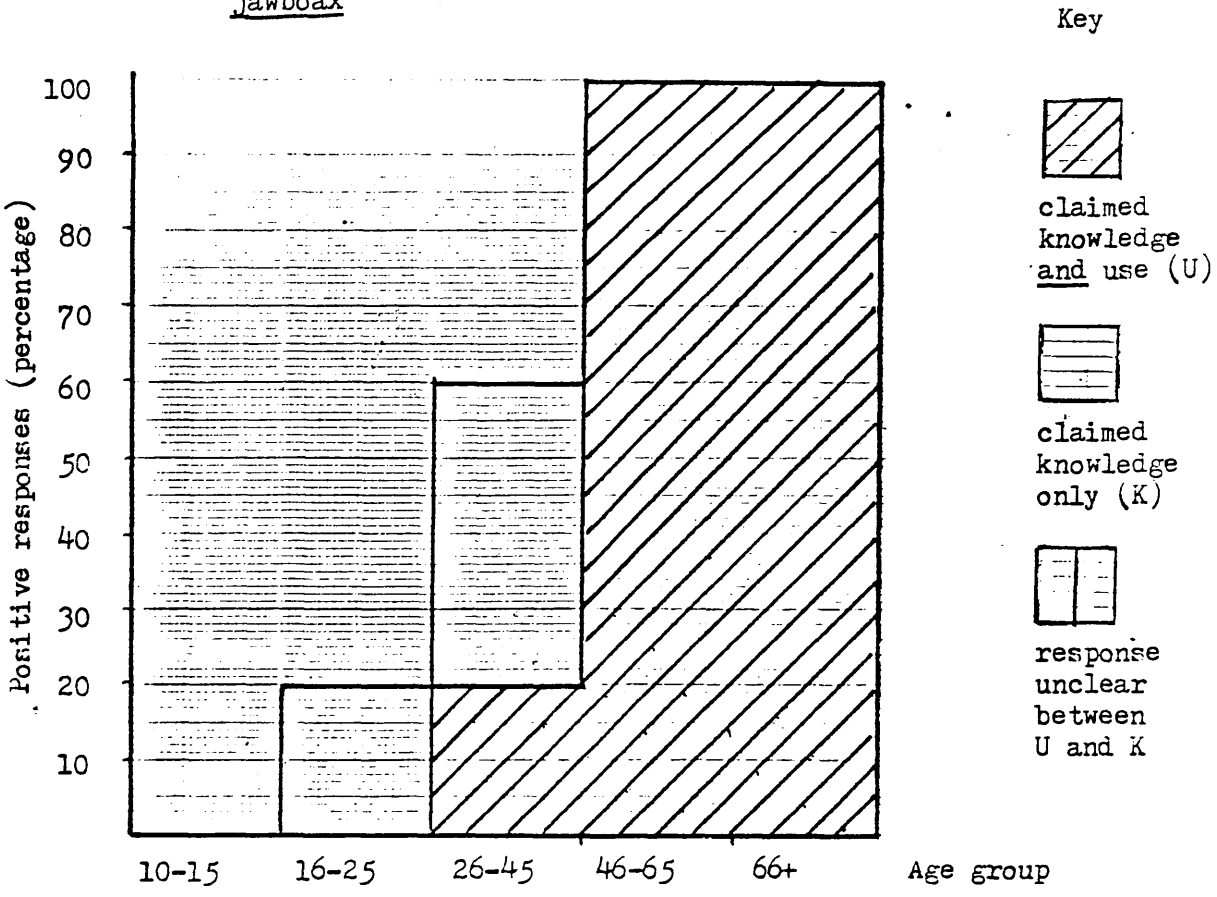 jawboax
Key
100
90
80
70
60
50
40
30
20
10
Positive responses (percentage)
10-15 16-25 26-45 46-65 66+ Age group
claimed
knowledge
and use (U)
claimed
knowledge
only (K)
response
unclear
between
U and K